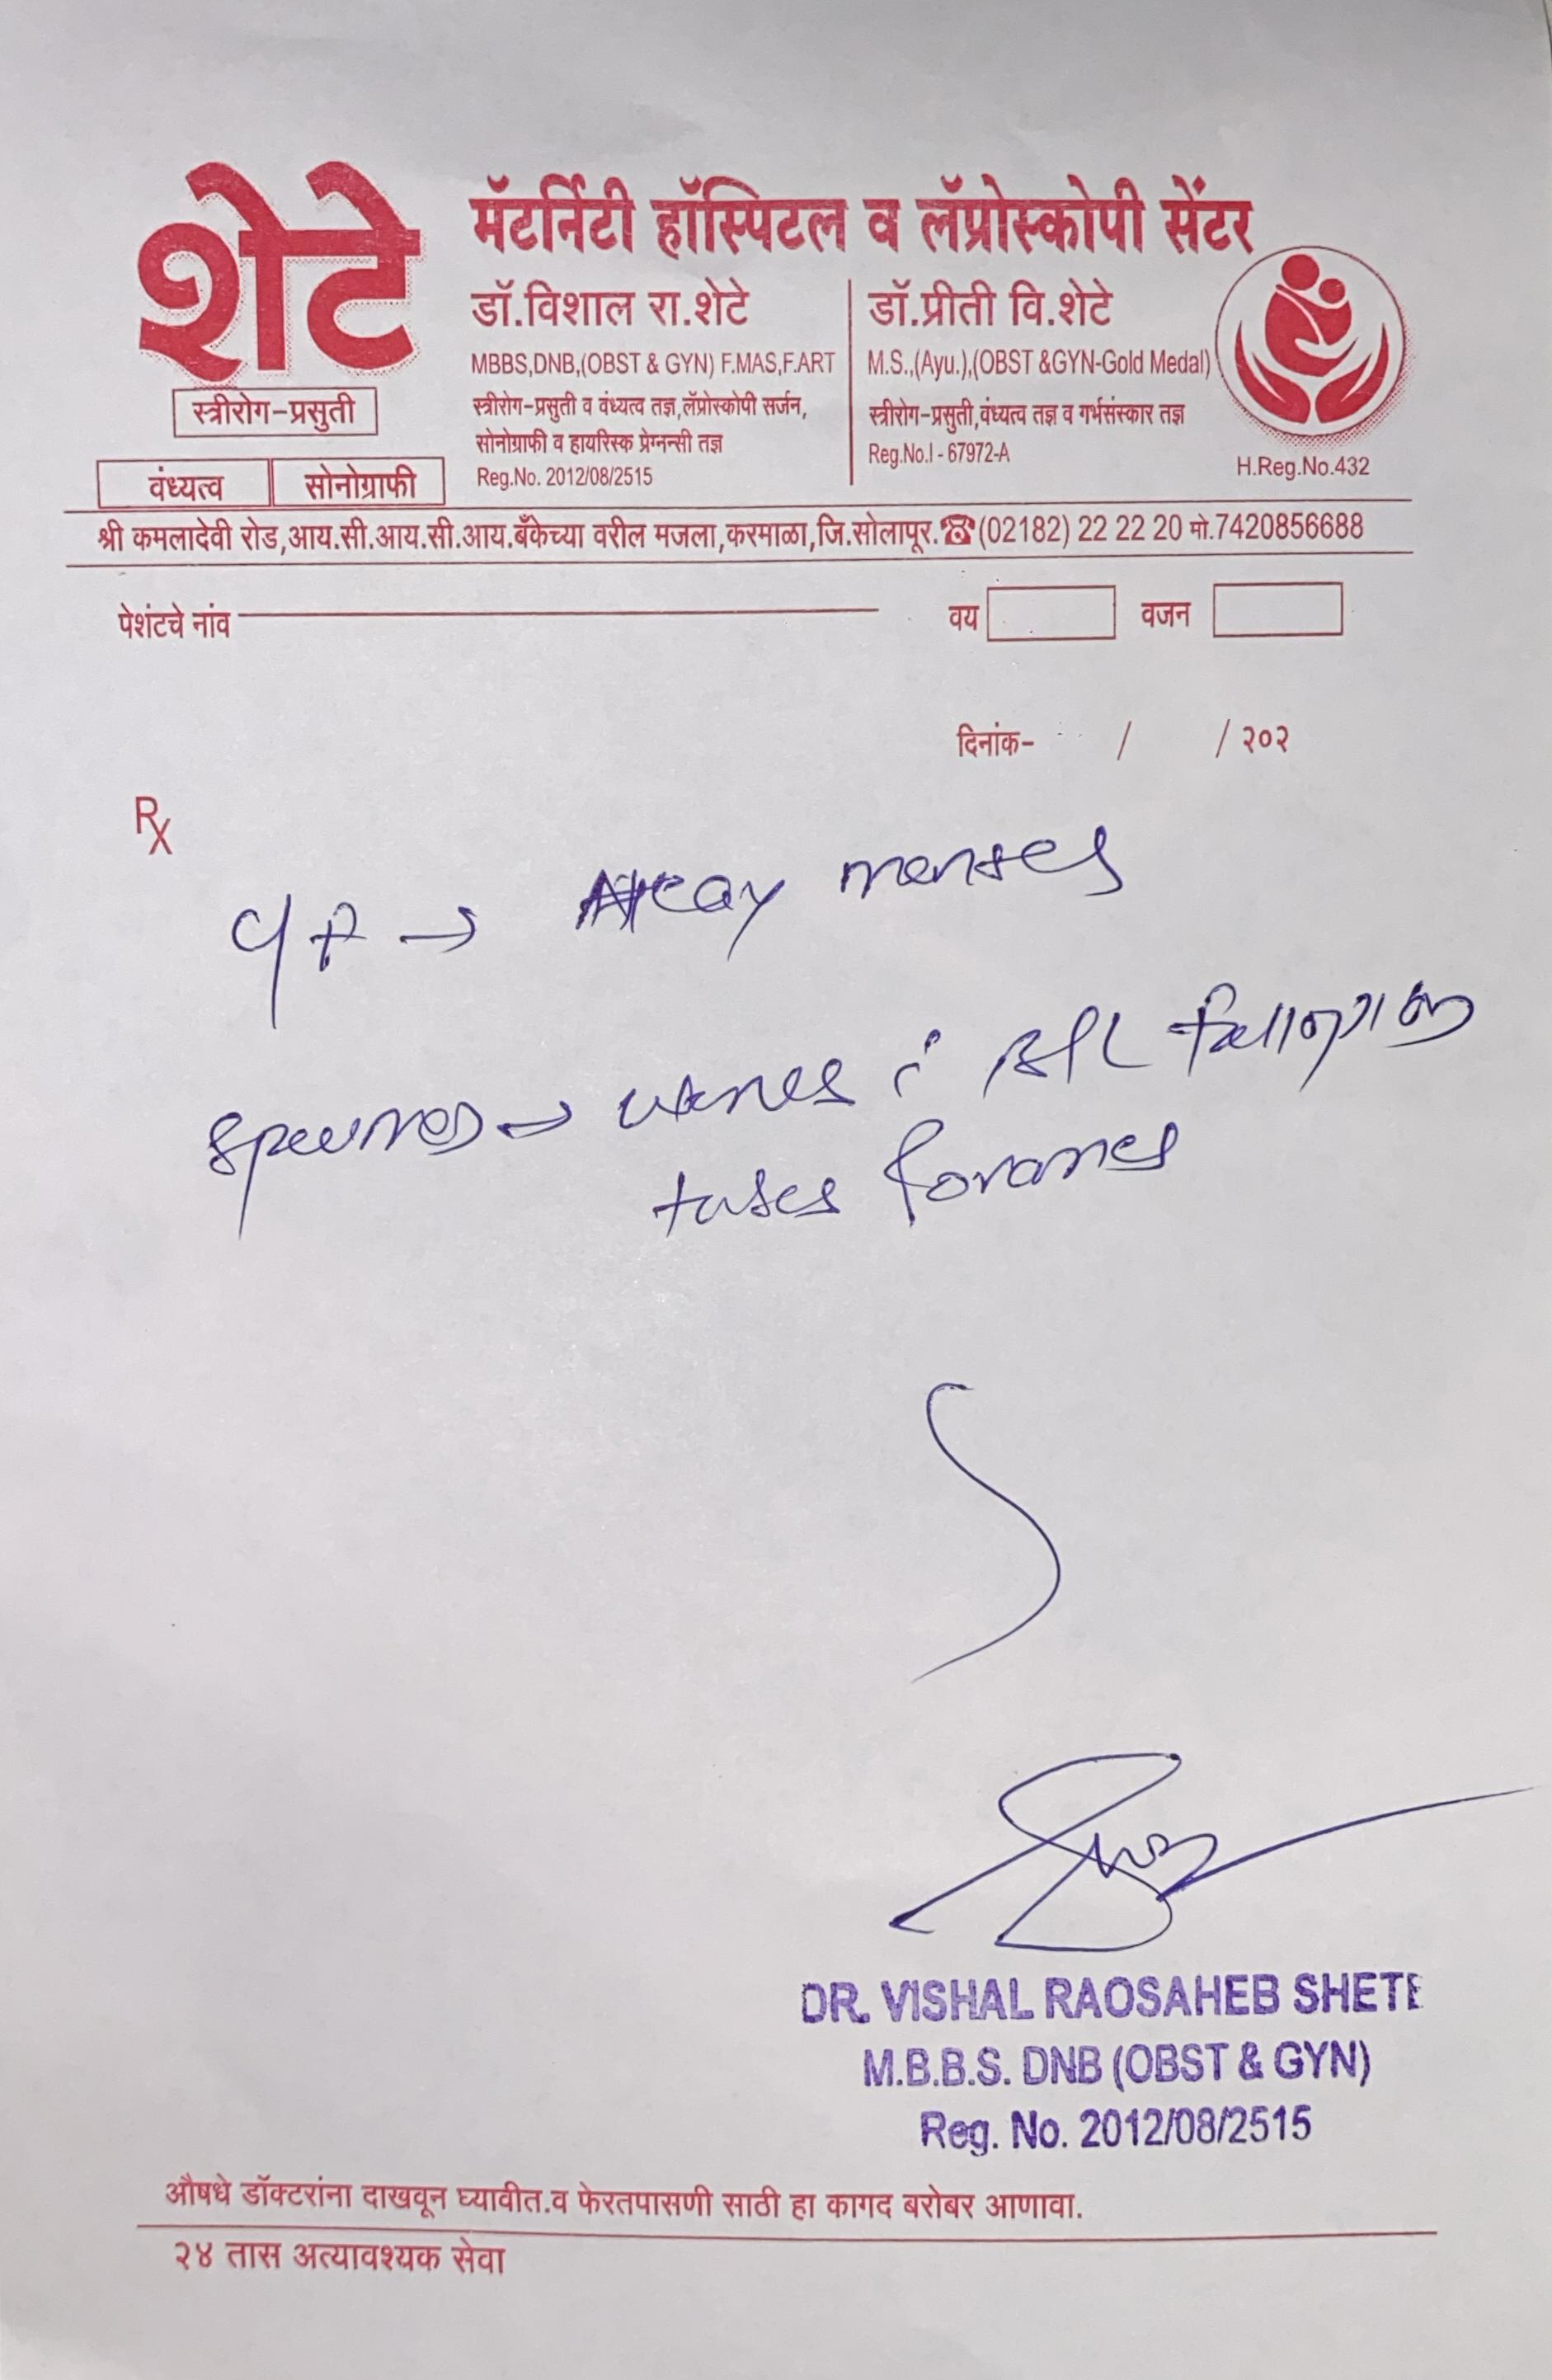 शेटे
मॅटर्निटी हॉस्पिटल व लॅप्रोस्कोपी सेंटर
डॉ.विशाल रा.शेटे
MBBS,DNB,(OBST & GYN) F.MAS,F.ART
स्त्रीरोग-प्रसुती व वंध्यत्व तज्ञ,लॅप्रोस्कोपी सर्जन,
सोनोग्राफी व हायरिस्क प्रेग्नन्सी तज्ञ
Reg.No. 2012/08/2515
डॉ.प्रीती वि.शेटे
M.S.,(Ayu.),(OBST &GYN-Gold Medal)
स्त्रीरोग-प्रसुती,वंध्यत्व तज्ञ व गर्भसंस्कार तज्ञ
Reg.No.I - 67972-A
H.Reg.No.432
स्त्रीरोग-प्रसुती
वंध्यत्व सोनोग्राफी
श्री कमलादेवी रोड,आय.सी.आय.सी.आय.बँकेच्या वरील मजला,करमाळा,जि.सोलापूर.☎(02182) 22 22 20 मो.7420856688
पेशंटचे नांव वय वजन
दिनांक- / / २०२
Rx
→ menses
→ B/L fallopian
tubes
DR. VISHAL RAOSAHEB SHETE
M.B.B.S. DNB (OBST & GYN)
Reg. No. 2012/08/2515
औषधे डॉक्टरांना दाखवून घ्यावीत.व फेरतपासणी साठी हा कागद बरोबर आणावा.
२४ तास अत्यावश्यक सेवा